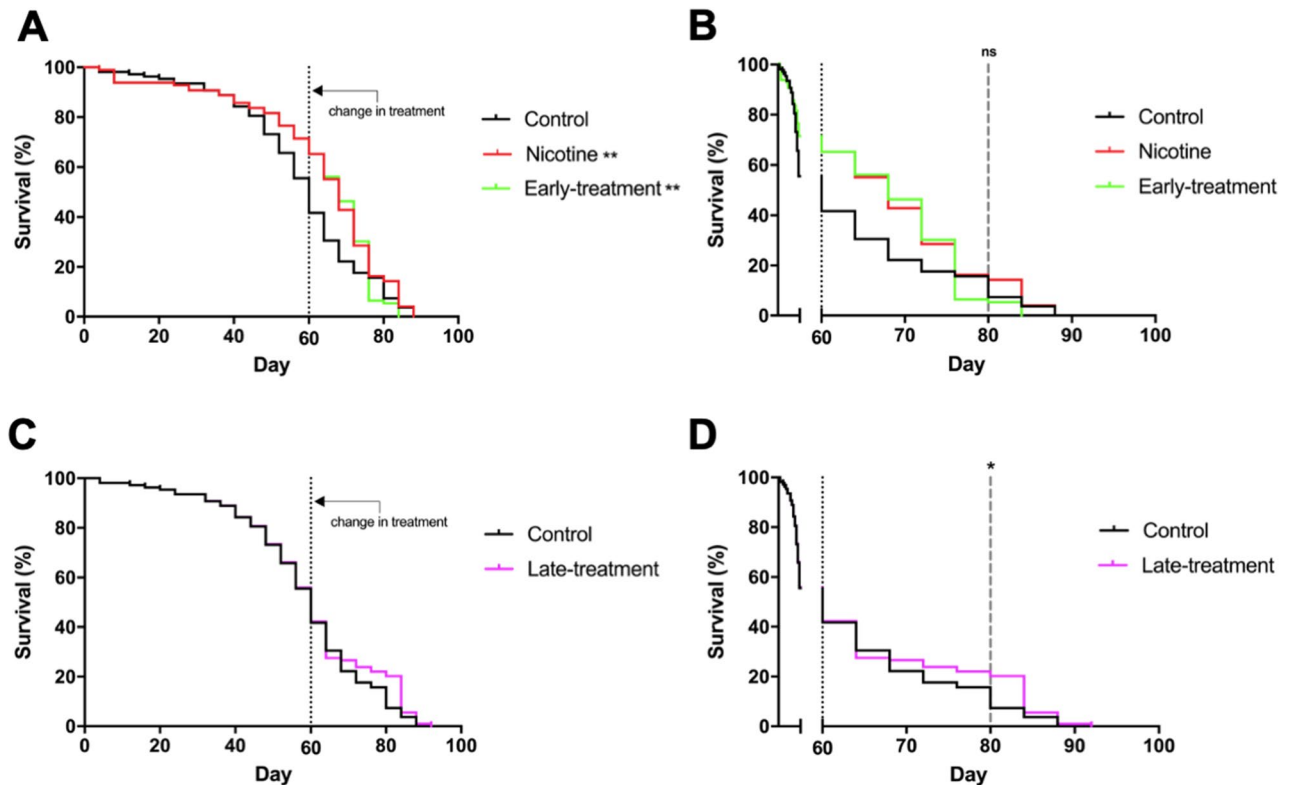 A
Survival (%)
100
80
60
40
20
0
0 20 40 60 80 100
Day
change in treatment
Control
Nicotine **
Early-treatment **
B
ns
Survival (%)
100
80
60
40
20
0
60 70 80 90 100
Day
Control
Nicotine
Early-treatment
C
Survival (%)
100
80
60
40
20
0
0 20 40 60 80 100
Day
change in treatment
Control
Late-treatment
D
*
Survival (%)
100
80
60
40
20
0
60 70 80 90 100
Day
Control
Late-treatment